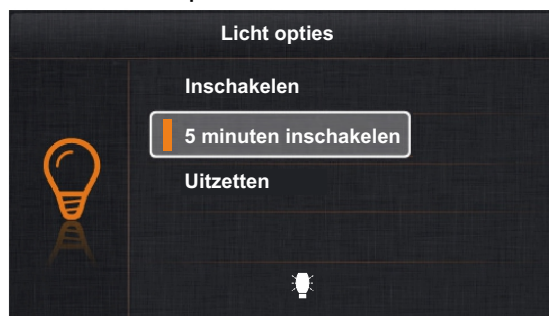 Licht opties
Inschakelen
5 minuten inschakelen
Uitzetten